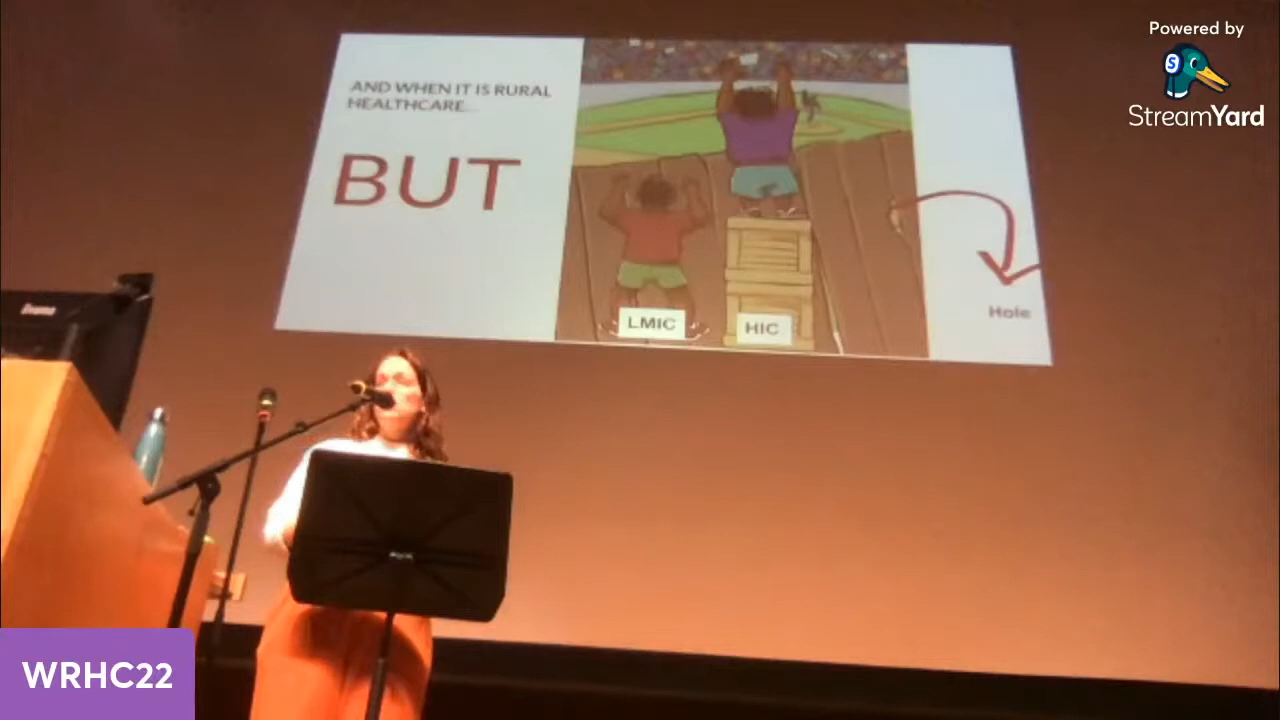 Powered by
StreamYard
AND WHEN IT IS RURAL
HEALTHCARE...
BUT
LMIC
HIC
Hole
WRHC22